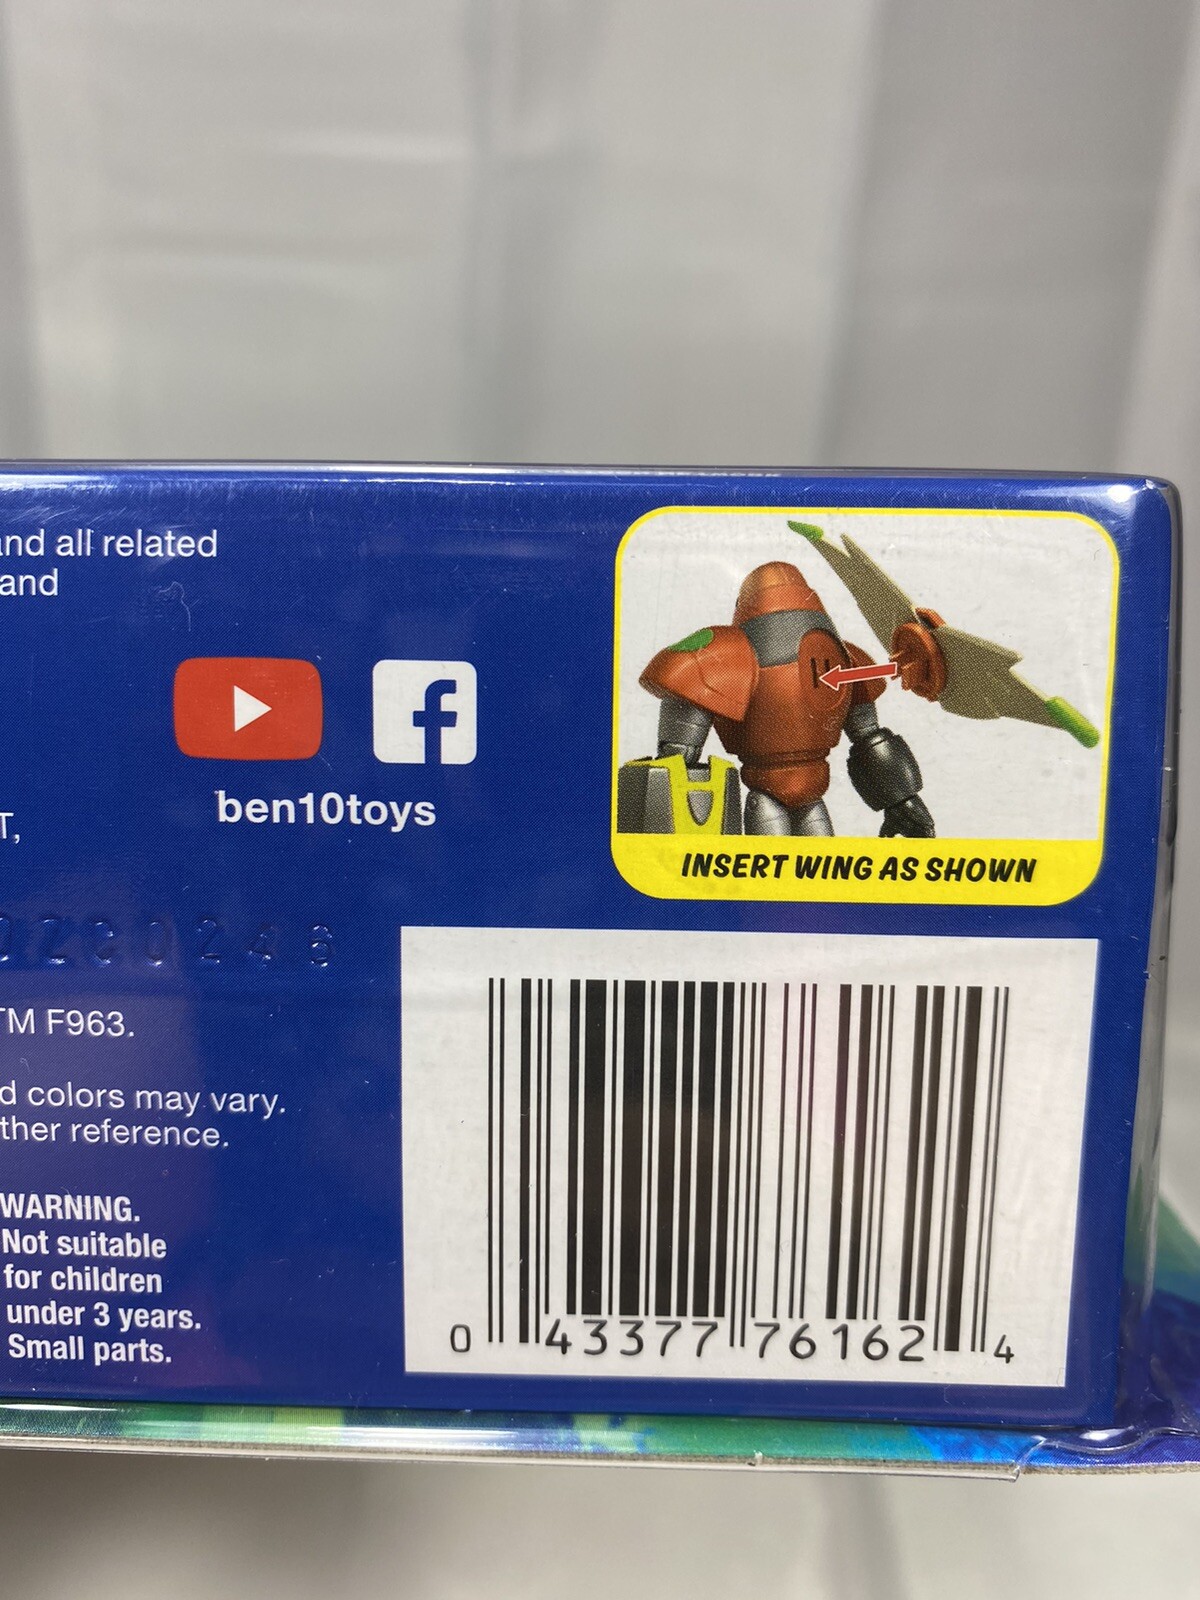 and all related
and
ben10toys
T,
INSERT WING AS SHOWN
0246
TM F963.
d colors may vary.
ther reference.
WARNING.
Not suitable
for children
under 3 years.
Small parts.
0 43377 76162 4